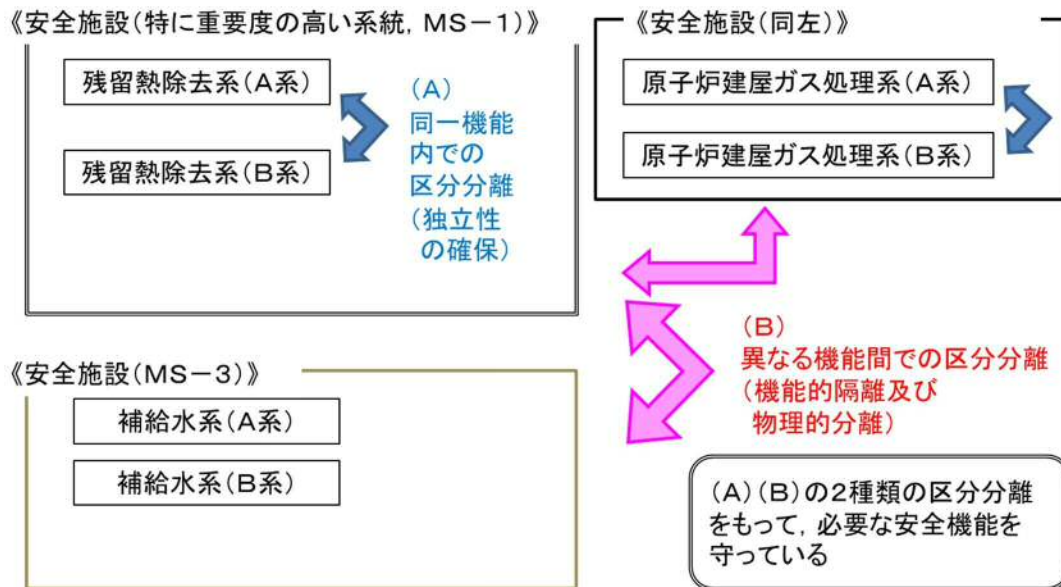 《安全施設(特に重要度の高い系統, MS－1)》
残留熱除去系(A系)
残留熱除去系(B系)
(A)
同一機能
内での
区分分離
(独立性
の確保)
《安全施設(同左)》
原子炉建屋ガス処理系(A系)
原子炉建屋ガス処理系(B系)
(B)
異なる機能間での区分分離
(機能的隔離及び
物理的分離)
《安全施設(MS－3)》
補給水系(A系)
補給水系(B系)
(A)(B)の2種類の区分分離
をもって, 必要な安全機能を
守っている